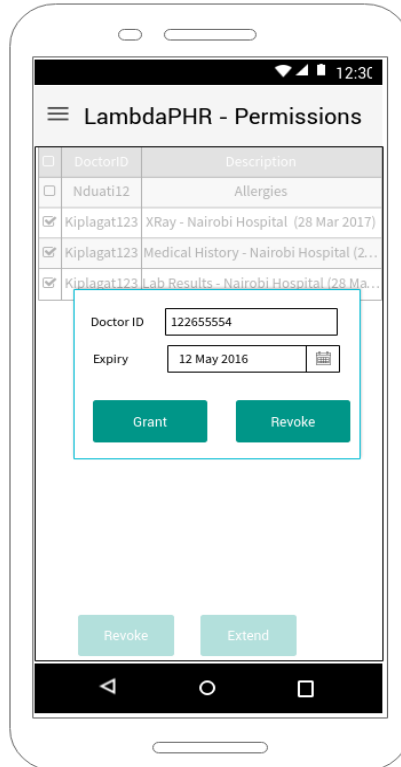 12:30
LambdaPHR - Permissions
DoctorID Description
Nduati12 Allergies
Kiplagat123 XRay - Nairobi Hospital (28 Mar 2017)
Kiplagat123 Medical History - Nairobi Hospital (2...
Kiplagat123 Lab Results - Nairobi Hospital (28 Ma...
Doctor ID 122655554
Expiry 12 May 2016
Grant Revoke
Revoke Extend